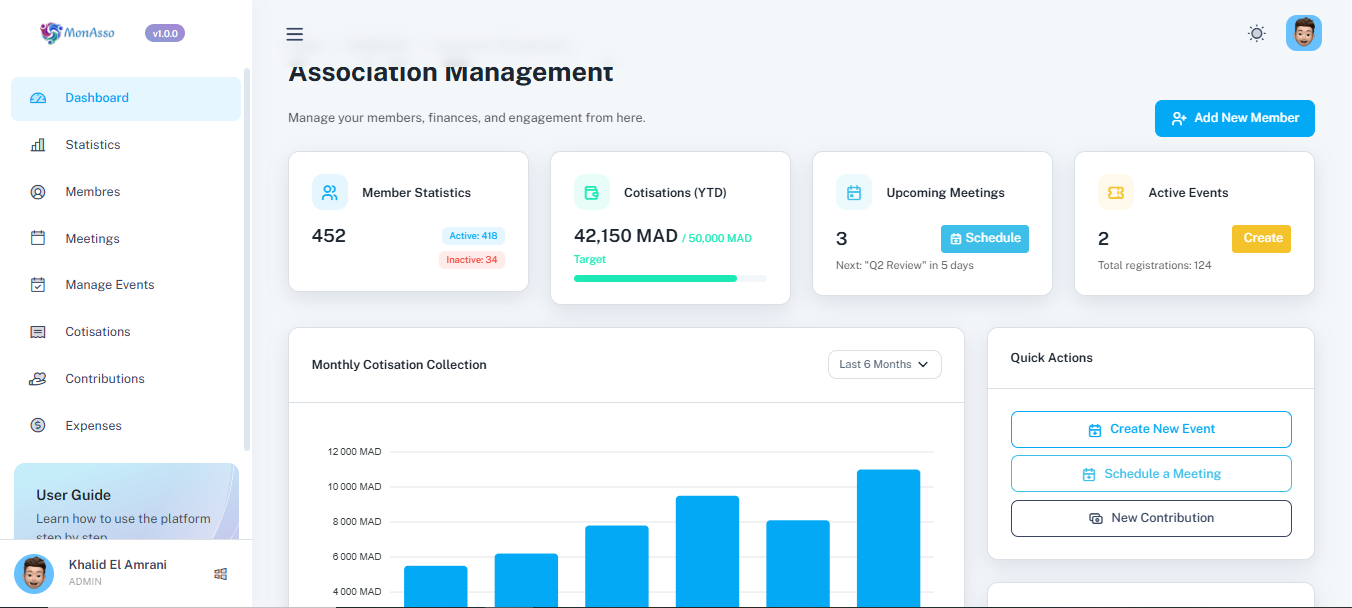 MonAsso
v1.0.0
Dashboard
Statistics
Membres
Meetings
Manage Events
Cotisations
Contributions
Expenses
User Guide
Learn how to use the platform
step by step
Khalid El Amrani
ADMIN
Association Management
Manage your members, finances, and engagement from here.
Add New Member
Member Statistics
452
Active: 418
Inactive: 34
Cotisations (YTD)
42,150 MAD / 50,000 MAD
Target
Upcoming Meetings
3
Schedule
Next: "Q2 Review" in 5 days
Active Events
2
Create
Total registrations: 124
Monthly Cotisation Collection
Last 6 Months
12 000 MAD
10 000 MAD
8 000 MAD
6 000 MAD
4 000 MAD
Quick Actions
Create New Event
Schedule a Meeting
New Contribution